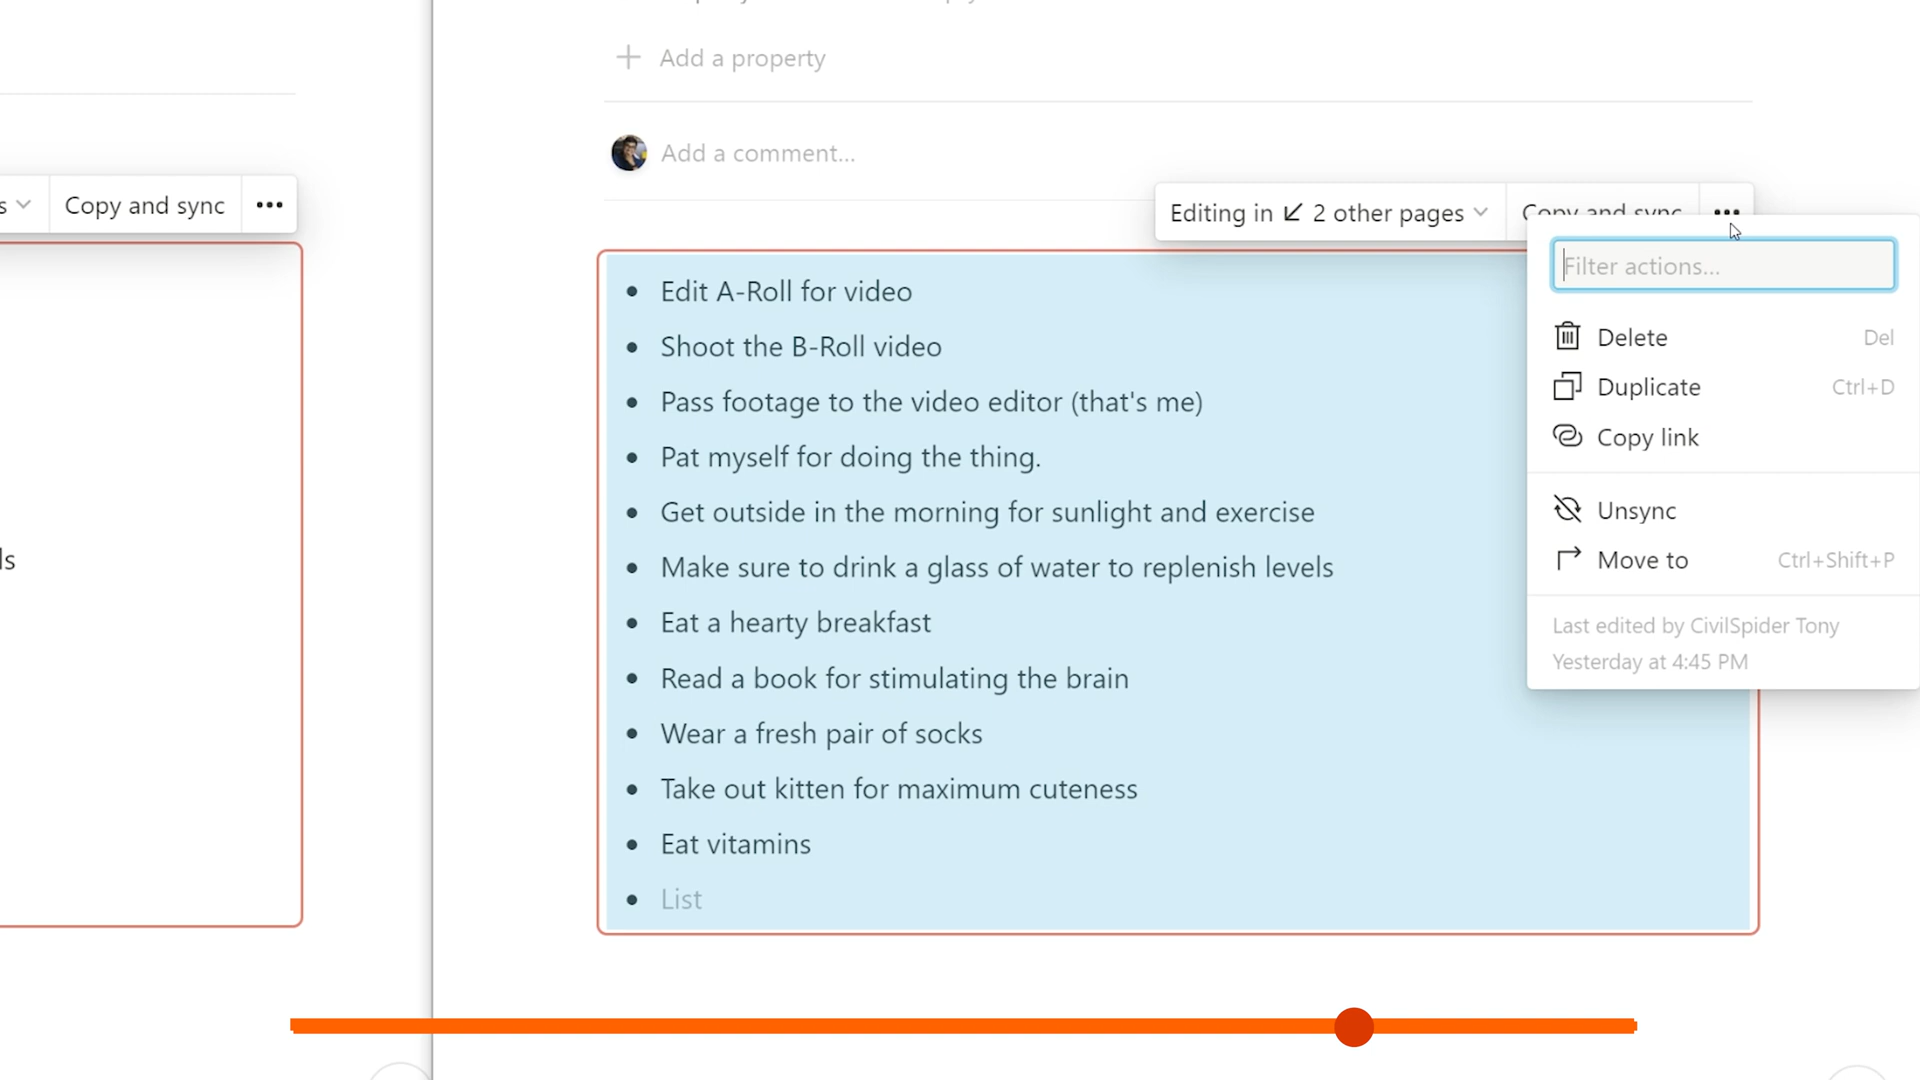 Add a property
Add a comment...
s
Copy and sync
Editing in 2 other pages
Copy and sync
Filter actions...
Delete Del
Duplicate Ctrl+D
Copy link
Unsync
Move to Ctrl+Shift+P
Last edited by CivilSpider Tony
Yesterday at 4:45 PM
Edit A-Roll for video
Shoot the B-Roll video
Pass footage to the video editor (that's me)
Pat myself for doing the thing.
Get outside in the morning for sunlight and exercise
ls
Make sure to drink a glass of water to replenish levels
Eat a hearty breakfast
Read a book for stimulating the brain
Wear a fresh pair of socks
Take out kitten for maximum cuteness
Eat vitamins
List